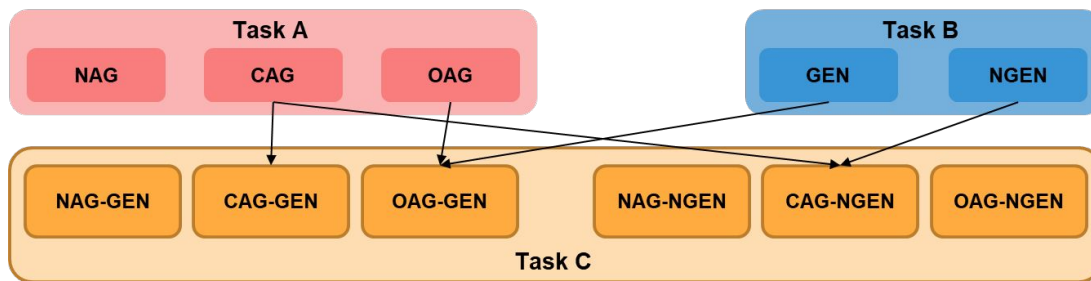 Task A
NAG CAG OAG
Task B
GEN NGEN
NAG-GEN CAG-GEN OAG-GEN NAG-NGEN CAG-NGEN OAG-NGEN
Task C